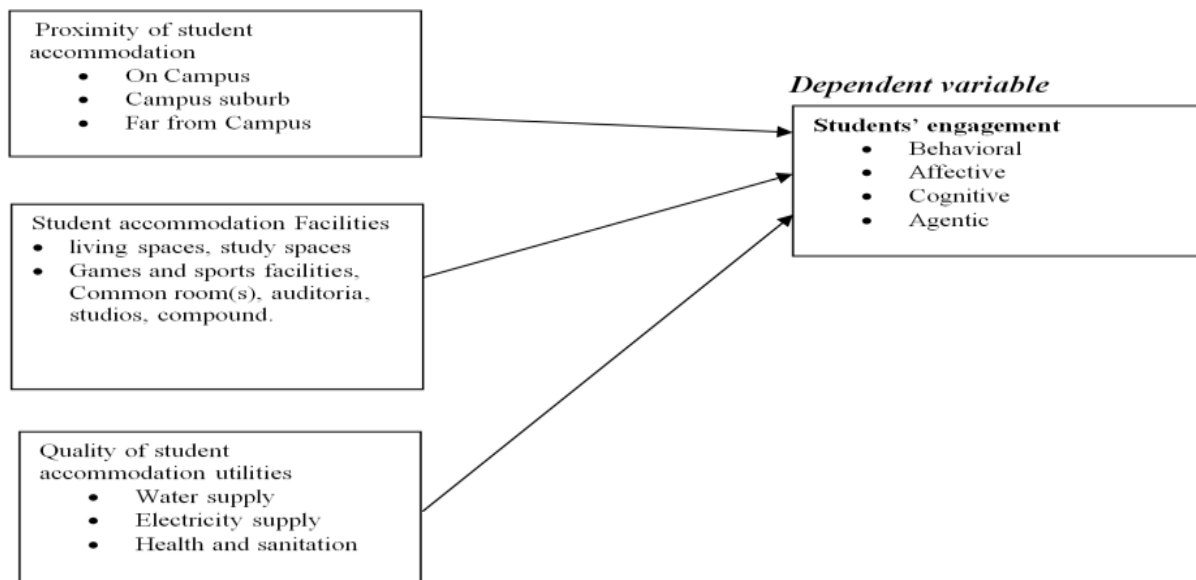 Proximity of student
accommodation
• On Campus
• Campus suburb
• Far from Campus
Dependent variable
Students’ engagement
• Behavioral
• Affective
• Cognitive
• Agentic
Student accommodation Facilities
• living spaces, study spaces
• Games and sports facilities,
Common room(s), auditoria,
studios, compound.
Quality of student
accommodation utilities
• Water supply
• Electricity supply
• Health and sanitation